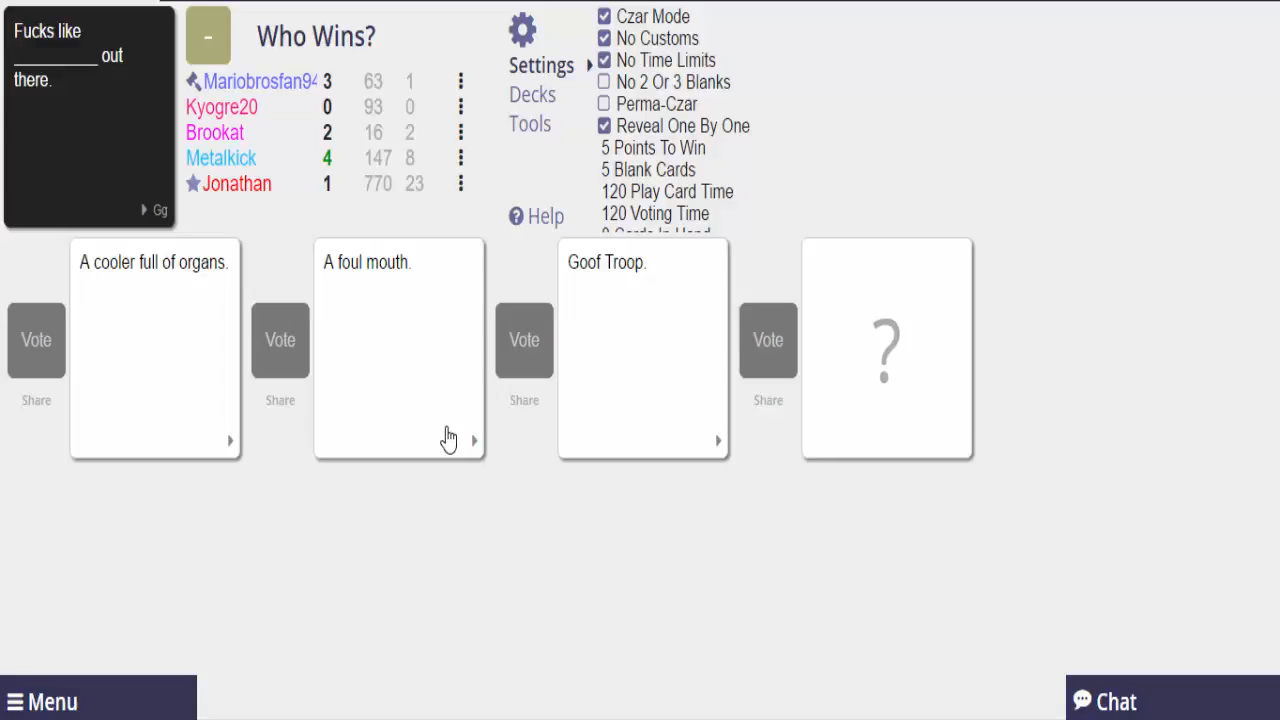 Fucks like
__________ out
there.
Gg
-
Who Wins?
Mariobrosfan94 3 63 1
Kyogre20 0 93 0
Brookat 2 16 2
Metalkick 4 147 8
Jonathan 1 770 23
Settings
Decks
Tools
Help
Czar Mode
No Customs
No Time Limits
No 2 Or 3 Blanks
Perma-Czar
Reveal One By One
5 Points To Win
5 Blank Cards
120 Play Card Time
120 Voting Time
Vote
Share
A cooler full of organs.
Vote
Share
A foul mouth.
Vote
Share
Goof Troop.
Vote
Share
?
Menu
Chat